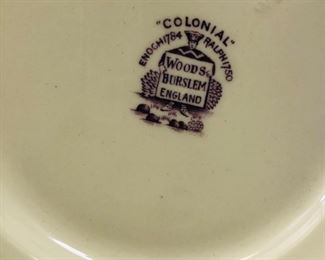 "COLONIAL"
ENOCH 1784 RALPH 1750
WOODS
BURSLEM
ENGLAND